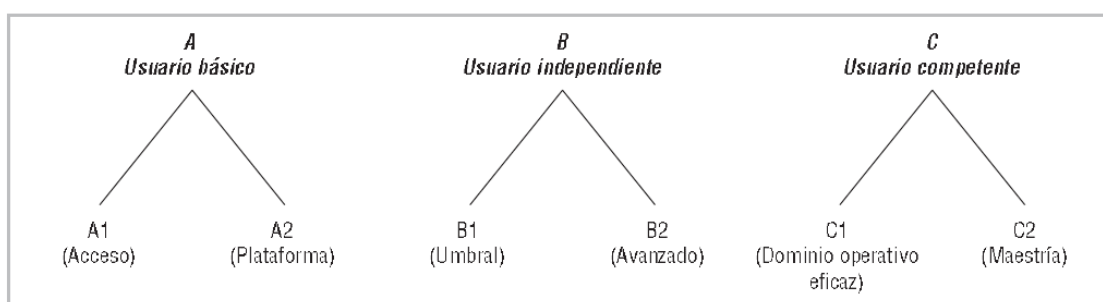 A
Usuario básico
B
Usuario independiente
C
Usuario competente
A1
(Acceso)
A2
(Plataforma)
B1
(Umbral)
B2
(Avanzado)
C1
(Dominio operativo
eficaz)
C2
(Maestría)